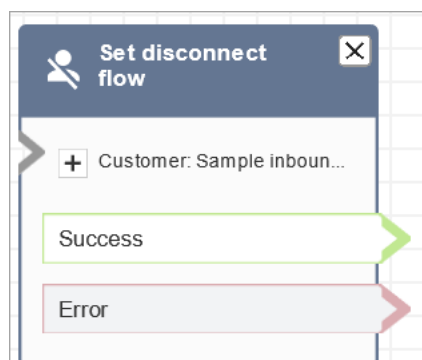 Set disconnect
flow
Customer: Sample inboun...
Success
Error